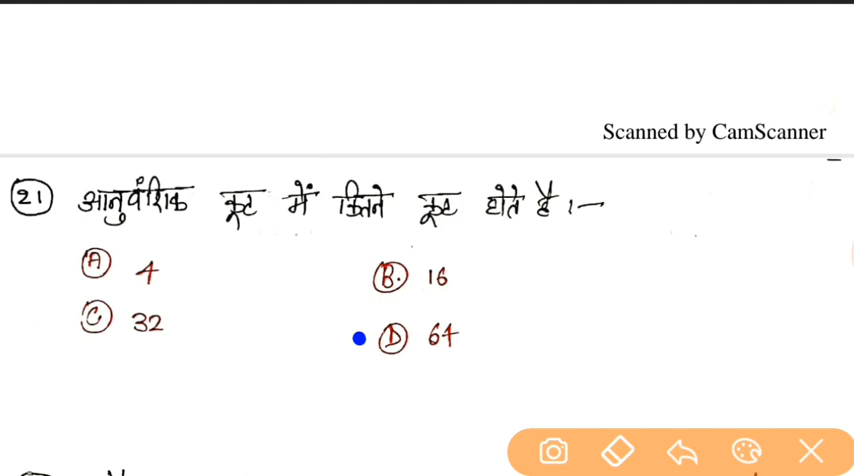 Scanned by CamScanner
(21) आनुवंशिक कूट में कितने कूट होते है।-
(A) 4
(B.) 16
(C) 32
(D) 64